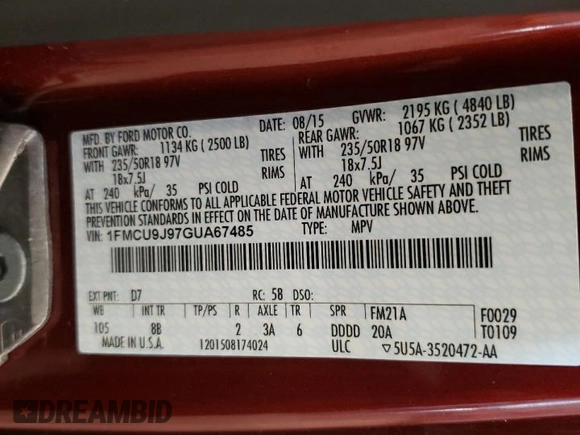 MFD. BY FORD MOTOR CO. DATE: 08/15 GVWR: 2195 KG ( 4840 LB)
FRONT GAWR: 1134 KG ( 2500 LB) REAR GAWR: 1067 KG ( 2352 LB)
WITH 235/50R18 97V TIRES WITH 235/50R18 97V TIRES
18x7.5J RIMS 18x7.5J RIMS
AT 240 kPa/ 35 PSI COLD AT 240 kPa/ 35 PSI COLD
THIS VEHICLE CONFORMS TO ALL APPLICABLE FEDERAL MOTOR VEHICLE SAFETY AND THEFT
PREVENTION STANDARDS IN EFFECT ON THE DATE OF MANUFACTURE SHOWN ABOVE.
VIN: 1FMCU9J97GUA67485 TYPE: MPV
EXT PNT: D7 RC: 58 DSO:
WB INT TR TP/PS R AXLE TR SPR FM21A F0029
105 8B 2 3A 6 DDDD 20A T0109
MADE IN U.S.A. 1201508174024 ULC ▽5U5A-3520472-AA
DREAMBID